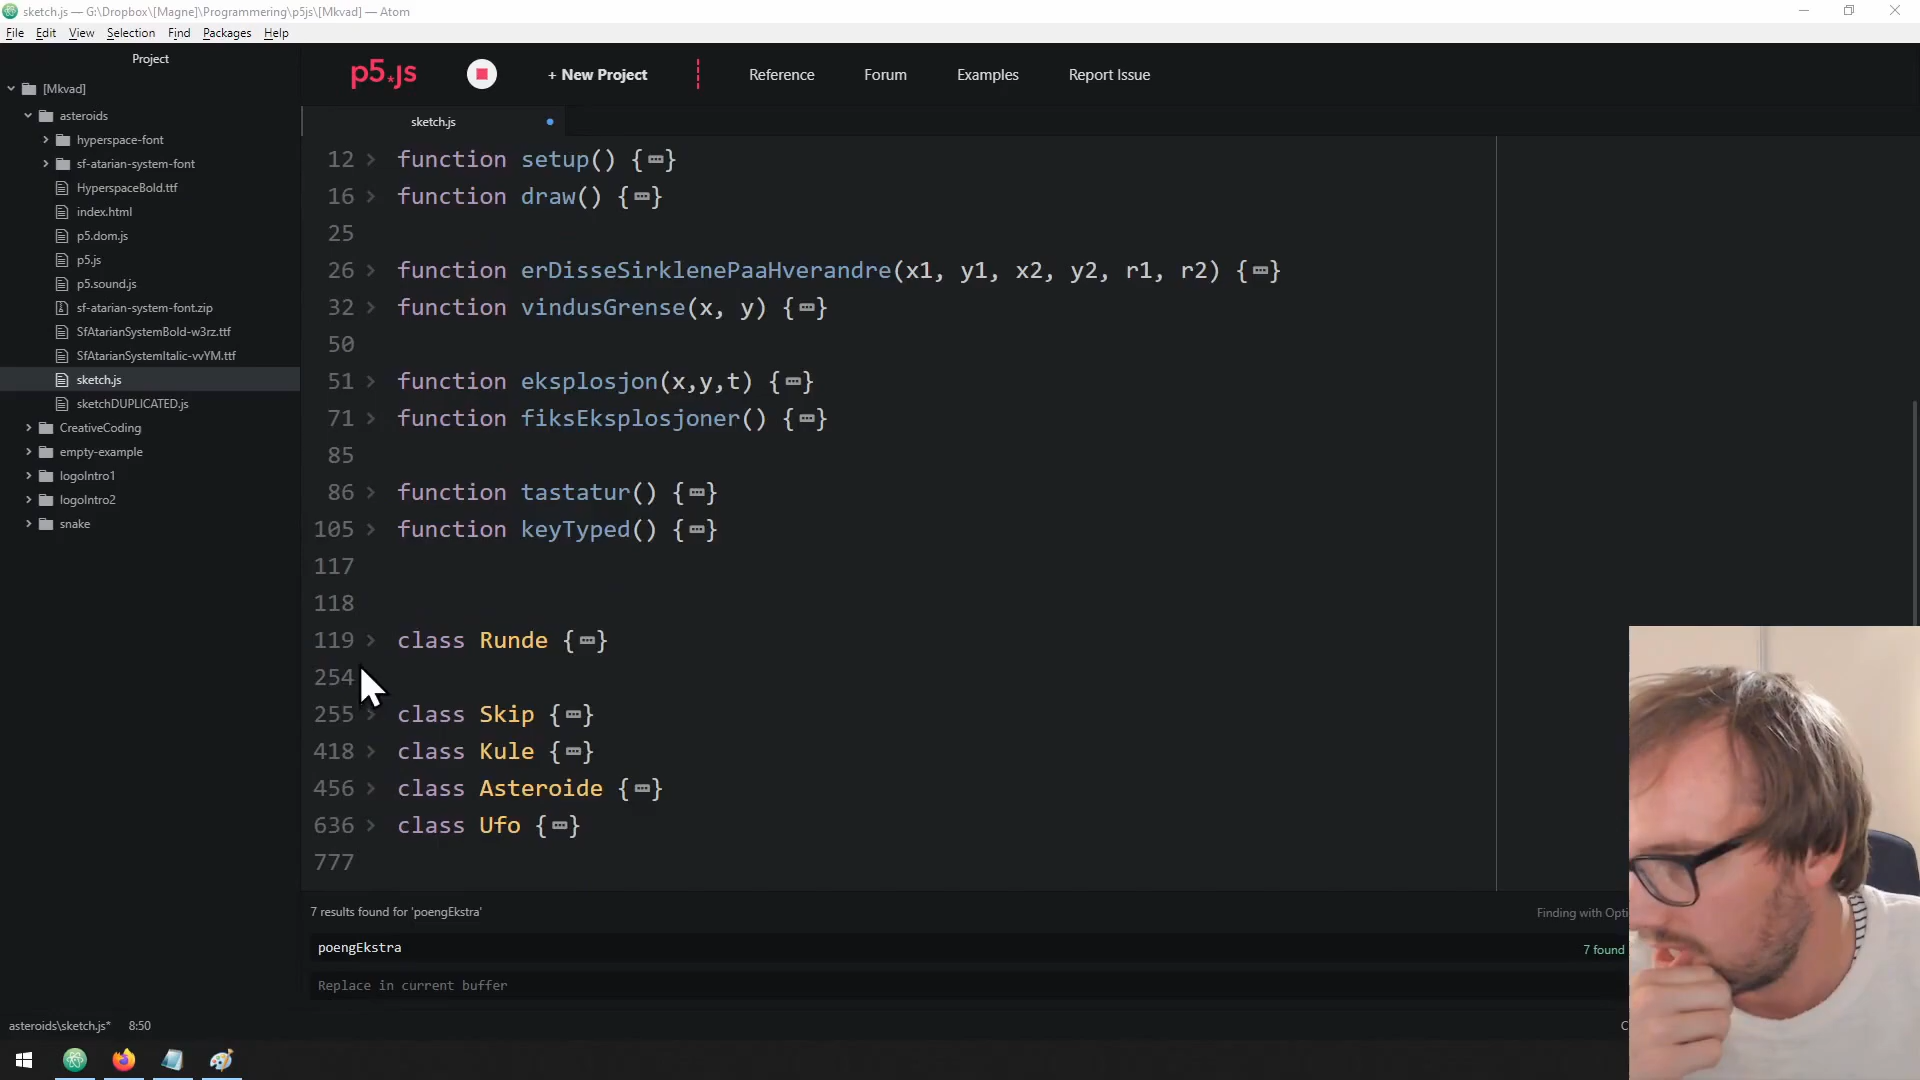 sketch.js — G:\Dropbox\[Magne]\Programmering\p5js\[Mkvad] — Atom
File Edit View Selection Find Packages Help
Project
[Mkvad]
asteroids
hyperspace-font
sf-atarian-system-font
HyperspaceBold.ttf
index.html
p5.dom.js
p5.js
p5.sound.js
sf-atarian-system-font.zip
SfAtarianSystemBold-w3rz.ttf
SfAtarianSystemItalic-vvYM.ttf
sketch.js
sketchDUPLICATED.js
CreativeCoding
empty-example
logoIntro1
logoIntro2
snake
p5.js + New Project Reference Forum Examples Report Issue
sketch.js
12 function setup() {
16 function draw() {
25
26 function erDisseSirklenePaaHverandre(x1, y1, x2, y2, r1, r2) {
32 function vindusGrense(x, y) {
50
51 function eksplosjon(x,y,t) {
71 function fiksEksplosjoner() {
85
86 function tastatur() {
105 function keyTyped() {
117
118
119 class Runde {
254
255 class Skip {
418 class Kule {
456 class Asteroide {
636 class Ufo {
777
7 results found for 'poengEkstra'
Finding with Opti
poengEkstra
7 found
Replace in current buffer
asteroids\sketch.js* 8:50